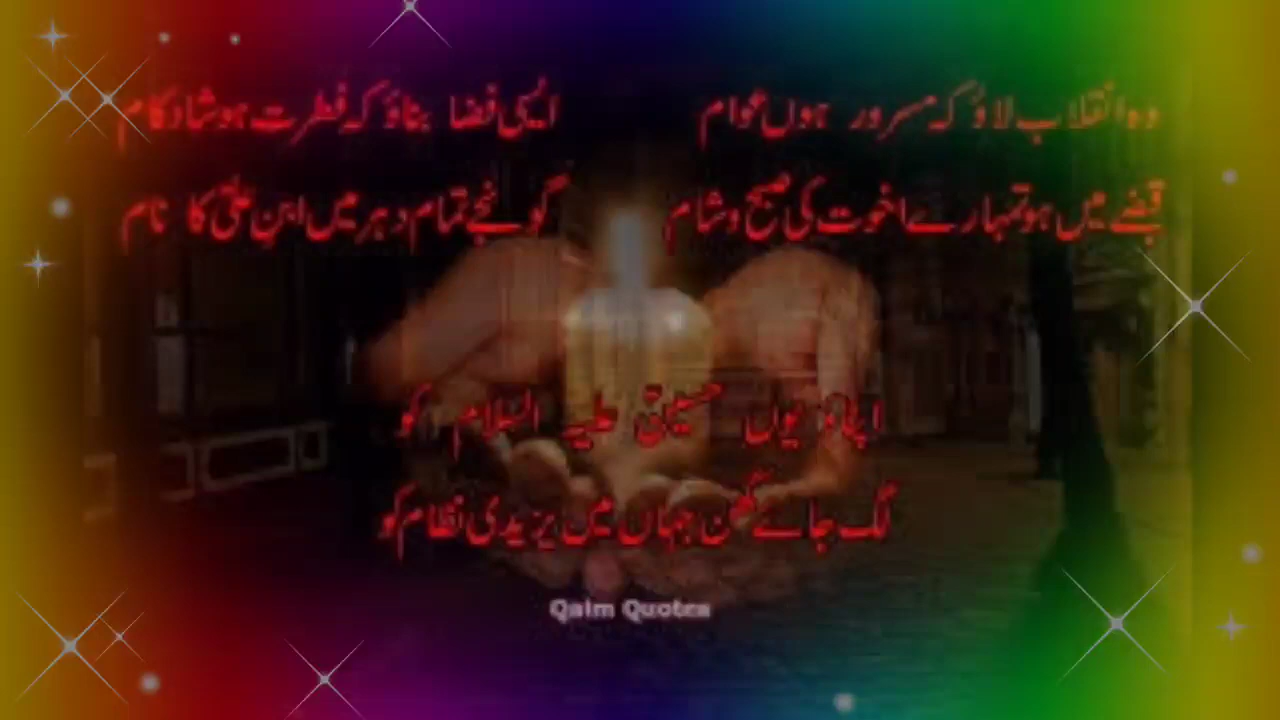 وہ انقلاب لاؤ کہ مسرور ہوں عوام ایسی فضا بناؤ کہ فطرت ہو شاد کام
قبضے میں ہو تمہارے اخوت کی صبح و شام گونجے تمام دہر میں ابنِ علیؑ کا نام
اپناؤ یوں حسینؑ علیہ السلام کو
لگ جائے گھن جہاں میں یزیدی نظام کو
Qaim Quotes